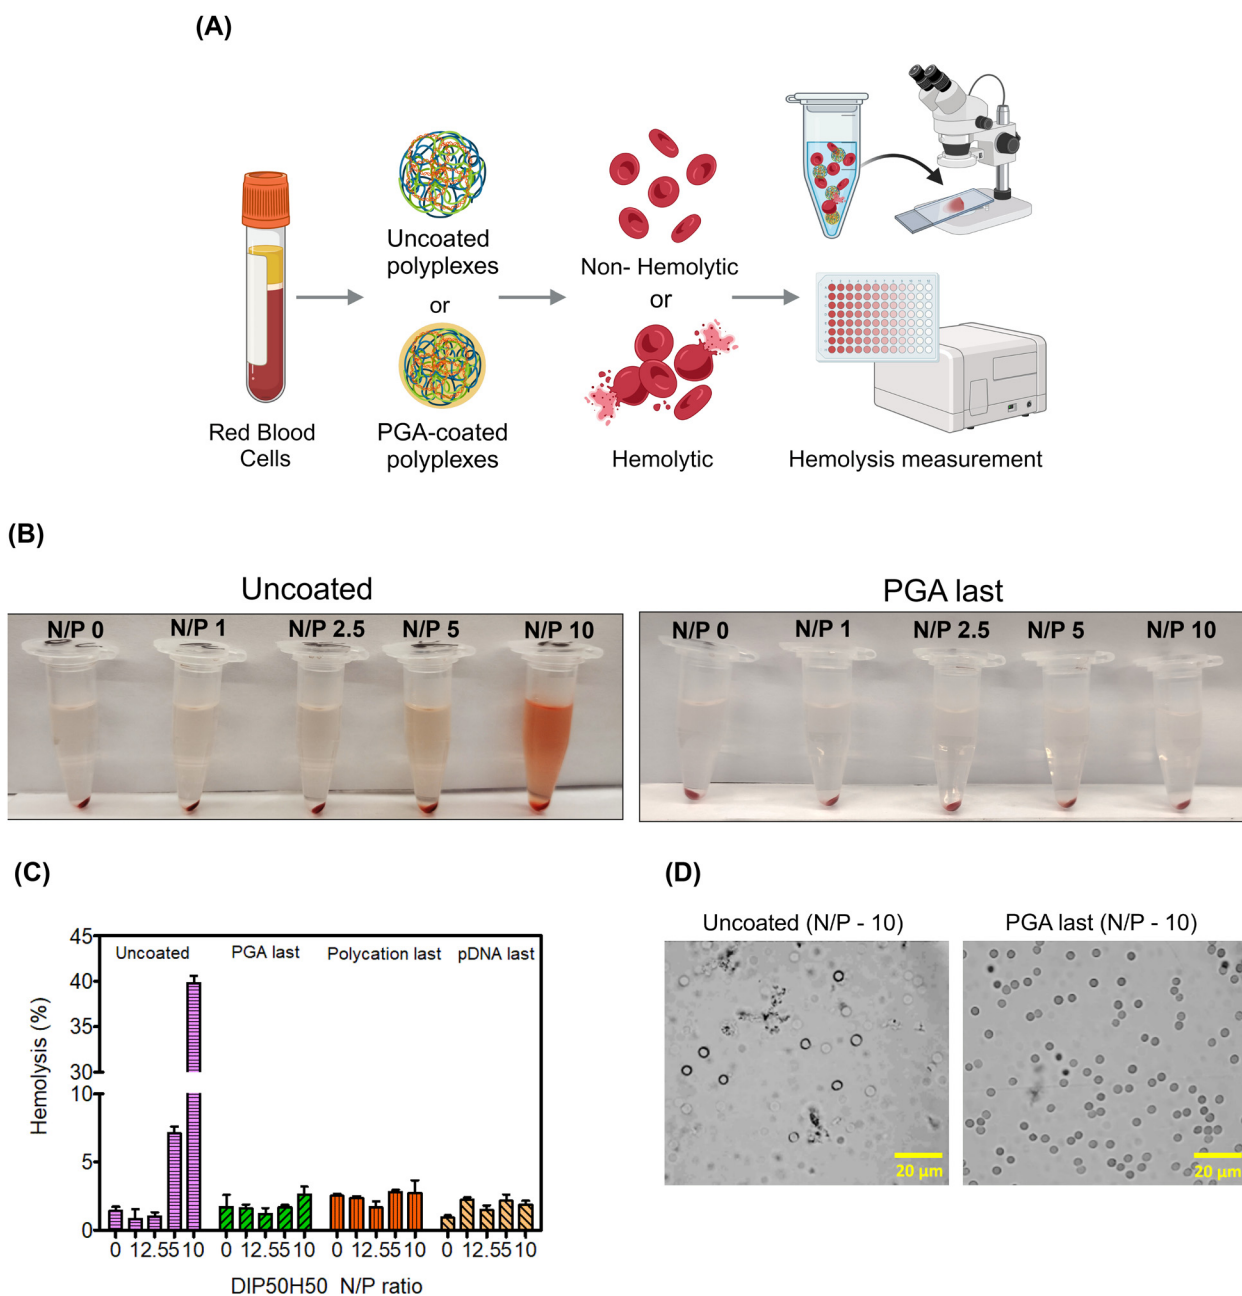 (A)
Uncoated
polyplexes
or
PGA-coated
polyplexes
Red Blood
Cells
Non- Hemolytic
or
Hemolytic
Hemolysis measurement
(B)
Uncoated
N/P 0 N/P 1 N/P 2.5 N/P 5 N/P 10
PGA last
N/P 0 N/P 1 N/P 2.5 N/P 5 N/P 10
(C)
Uncoated PGA last Polycation last pDNA last
Hemolysis (%)
45
40
35
30
10
5
0
0 12.55 10 0 12.55 10 0 12.55 10 0 12.55 10
DIP50H50 N/P ratio
(D)
Uncoated (N/P - 10)
20 µm
PGA last (N/P - 10)
20 µm